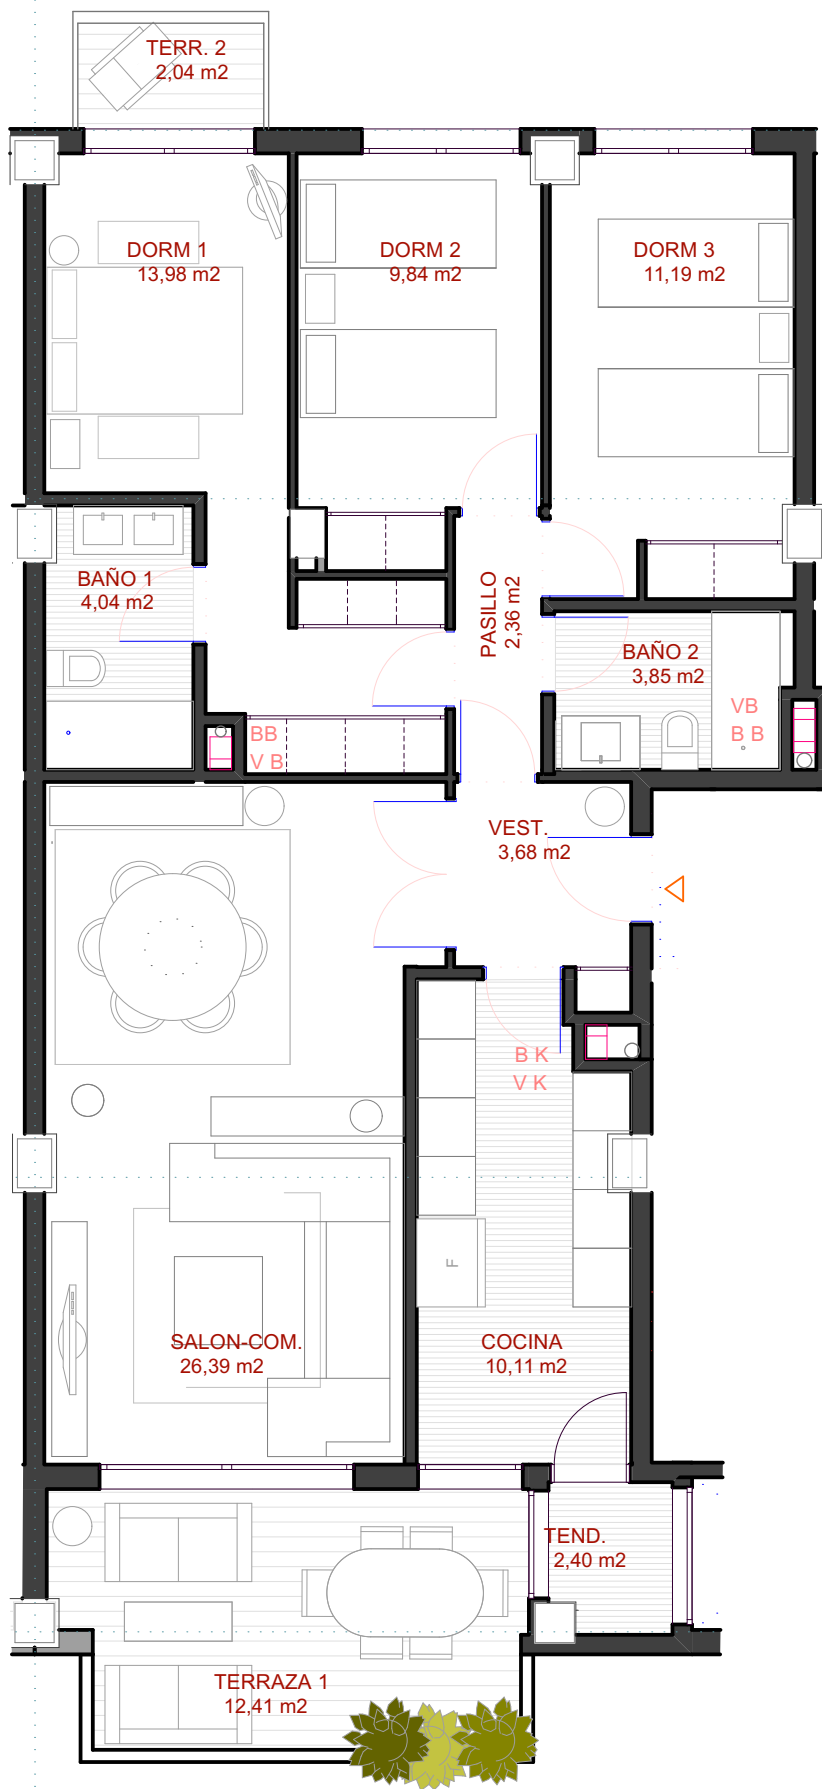 TERR. 2
2,04 m2
DORM 1
13,98 m2
DORM 2
9,84 m2
DORM 3
11,19 m2
BAÑO 1
4,04 m2
PASILLO
2,36 m2
BAÑO 2
3,85 m2
VB
B B
BB
V B
VEST.
3,68 m2
B K
V K
F
SALON-COM.
26,39 m2
COCINA
10,11 m2
TEND.
2,40 m2
TERRAZA 1
12,41 m2